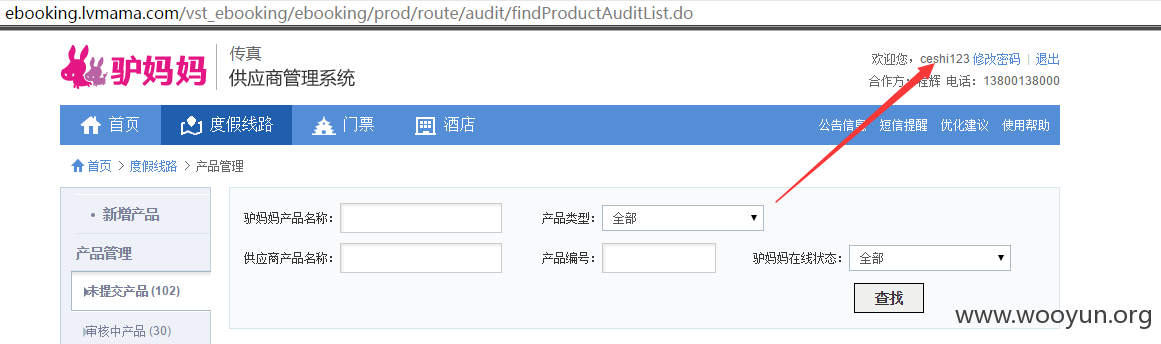 ebooking.lvmama.com/vst_ebooking/ebooking/prod/route/audit/findProductAuditList.do
驴妈妈
传真
供应商管理系统
欢迎您，ceshi123 修改密码 | 退出
合作方：程辉 电话：13800138000
首页 度假线路 门票 酒店
公告信息 短信提醒 优化建议 使用帮助
首页 > 度假线路 > 产品管理
• 新增产品
产品管理
未提交产品 (102)
审核中产品 (30)
驴妈妈产品名称： 产品类型： 全部
供应商产品名称： 产品编号： 驴妈妈在线状态： 全部
查找
www.wooyun.org